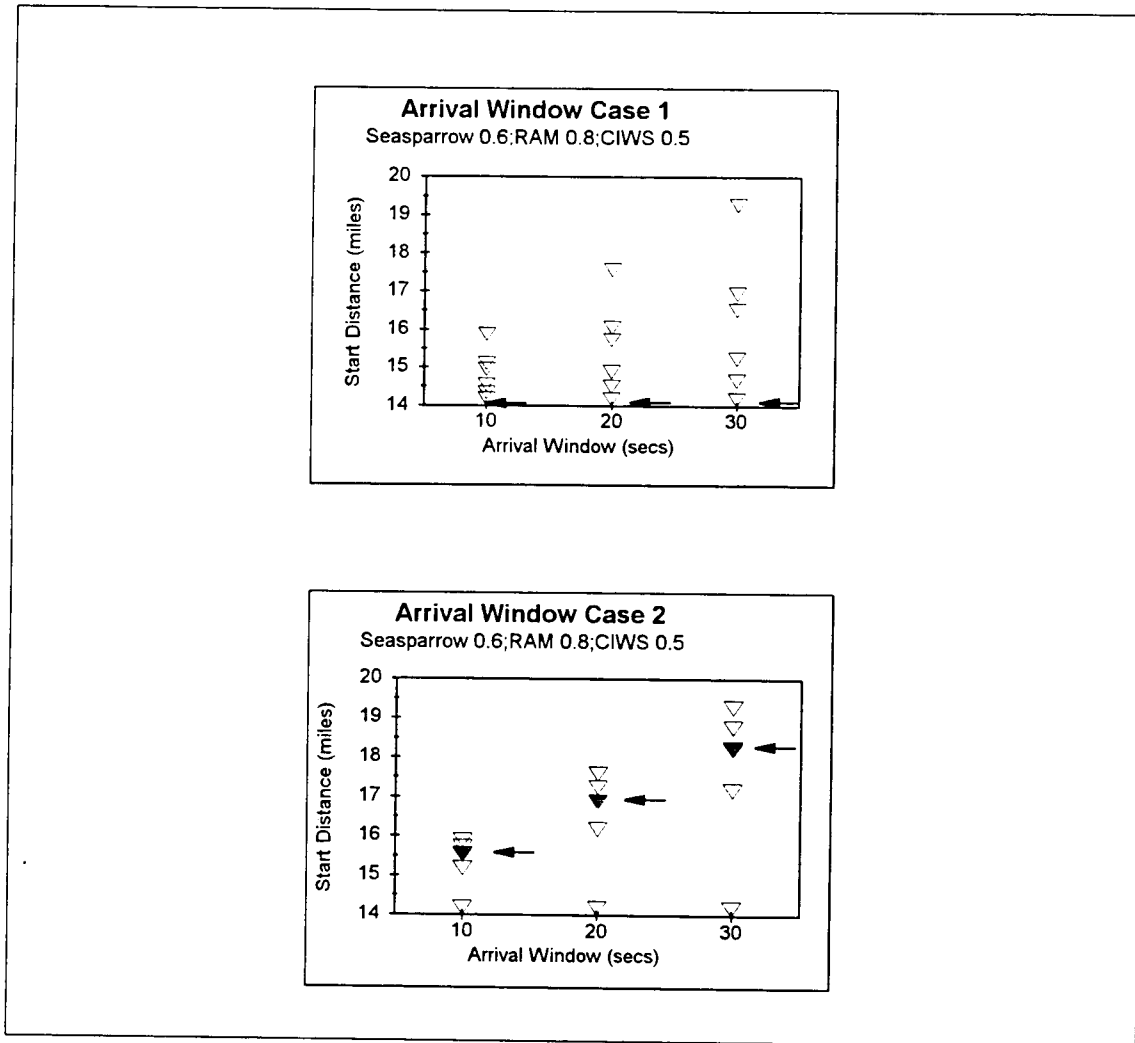 Arrival Window Case 1
Seasparrow 0.6;RAM 0.8;CIWS 0.5
Start Distance (miles)
20
19
18
17
16
15
14
10
20
30
Arrival Window (secs)
Arrival Window Case 2
Seasparrow 0.6;RAM 0.8;CIWS 0.5
Start Distance (miles)
20
19
18
17
16
15
14
10
20
30
Arrival Window (secs)